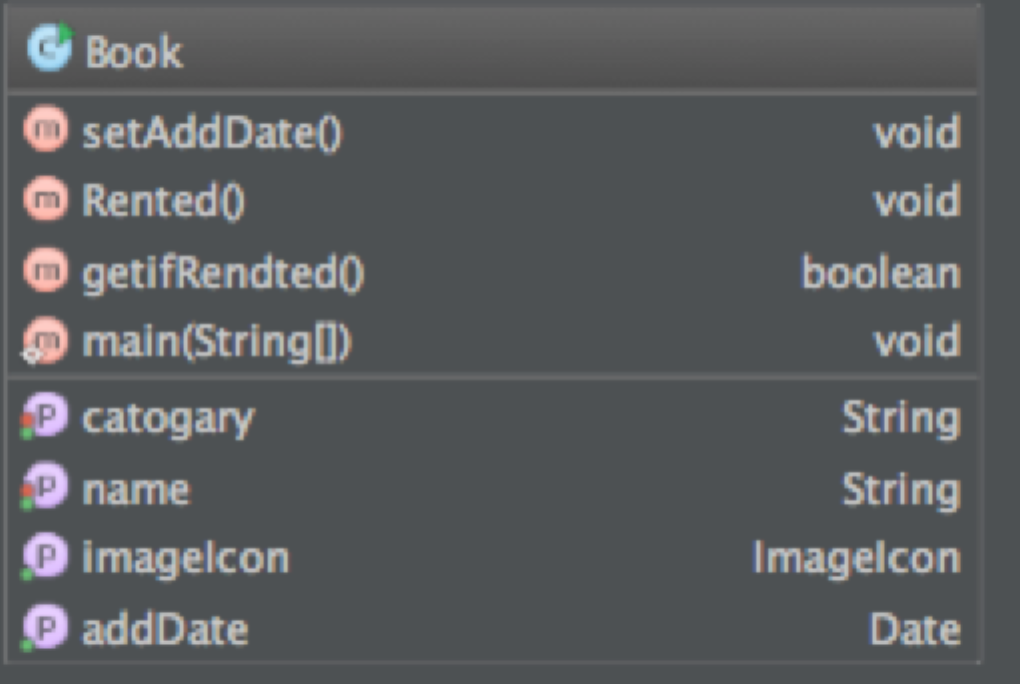 Book
setAddDate() void
Rented() void
getifRendted() boolean
main(String[]) void
catogary String
name String
imageIcon ImageIcon
addDate Date